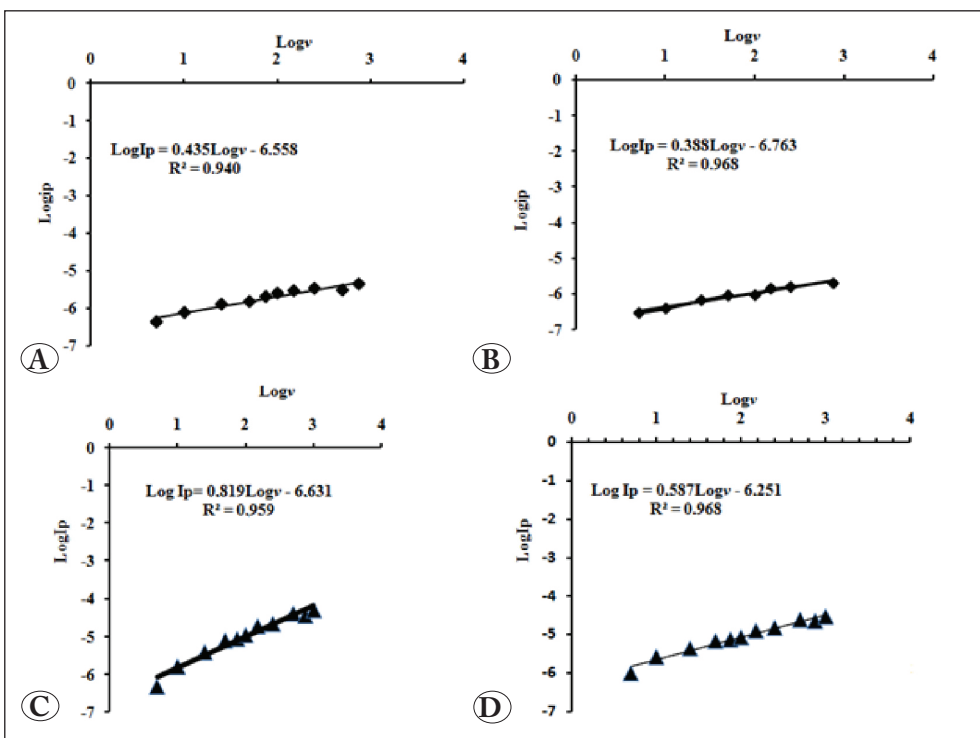 Logv
0 1 2 3 4
0
-1
-2
-3
-4
-5
-6
-7
Logip
LogIp = 0.435Logv - 6.558
R² = 0.940
A
Logv
0 1 2 3 4
0
-1
-2
-3
-4
-5
-6
-7
Logip
LogIp = 0.388Logv - 6.763
R² = 0.968
B
Logv
0 1 2 3 4
0
-1
-2
-3
-4
-5
-6
-7
LogIp
Log Ip= 0.819Logv - 6.631
R² = 0.959
C
Logv
0 1 2 3 4
0
-1
-2
-3
-4
-5
-6
-7
LogIp
Log Ip = 0.587Logv - 6.251
R² = 0.968
D